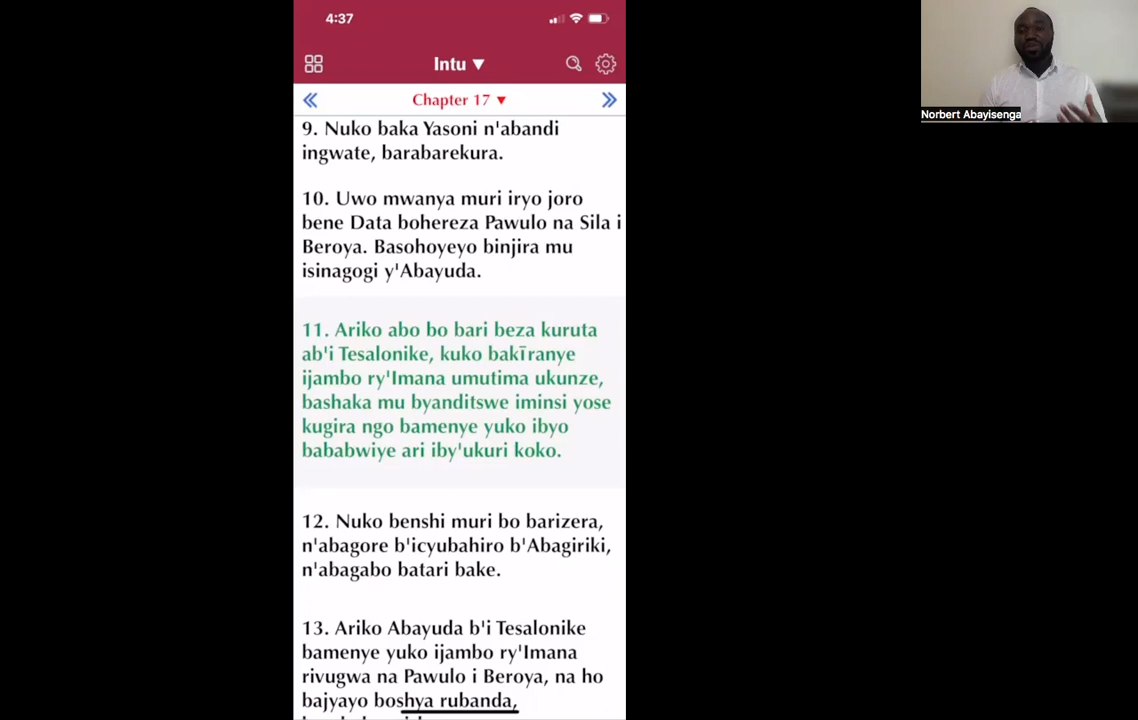 4:37
Intu ▼
Chapter 17 ▼
9. Nuko baka Yasoni n'abandi
ingwate, barabarekura.
10. Uwo mwanya muri iryo joro
bene Data bohereza Pawulo na Sila i
Beroya. Basohoyeyo binjira mu
isinagogi y'Abayuda.
11. Ariko abo bo bari beza kuruta
ab'i Tesalonike, kuko bakīranye
ijambo ry'Imana umutima ukunze,
bashaka mu byanditswe iminsi yose
kugira ngo bamenye yuko ibyo
bababwiye ari iby'ukuri koko.
12. Nuko benshi muri bo barizera,
n'abagore b'icyubahiro b'Abagiriki,
n'abagabo batari bake.
13. Ariko Abayuda b'i Tesalonike
bamenye yuko ijambo ry'Imana
rivugwa na Pawulo i Beroya, na ho
bajyayo boshya rubanda,
Norbert Abayisenga